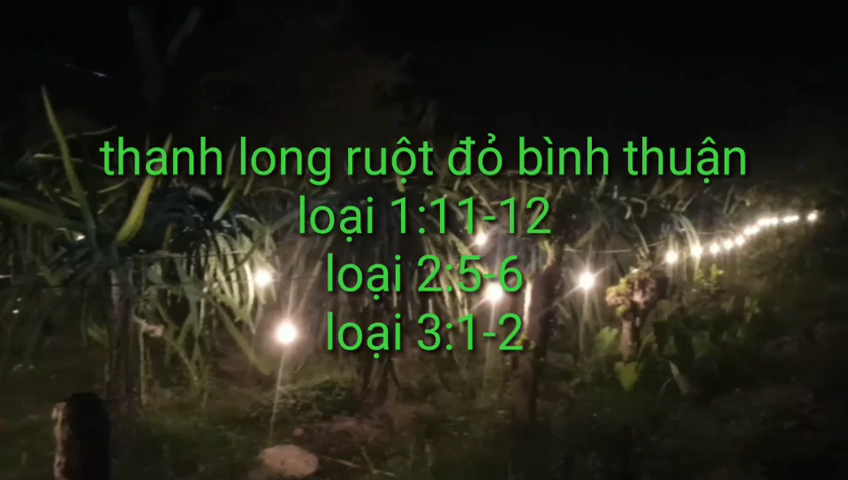 thanh long ruột đỏ bình thuận
loại 1:11-12
loại 2:5-6
loại 3:1-2